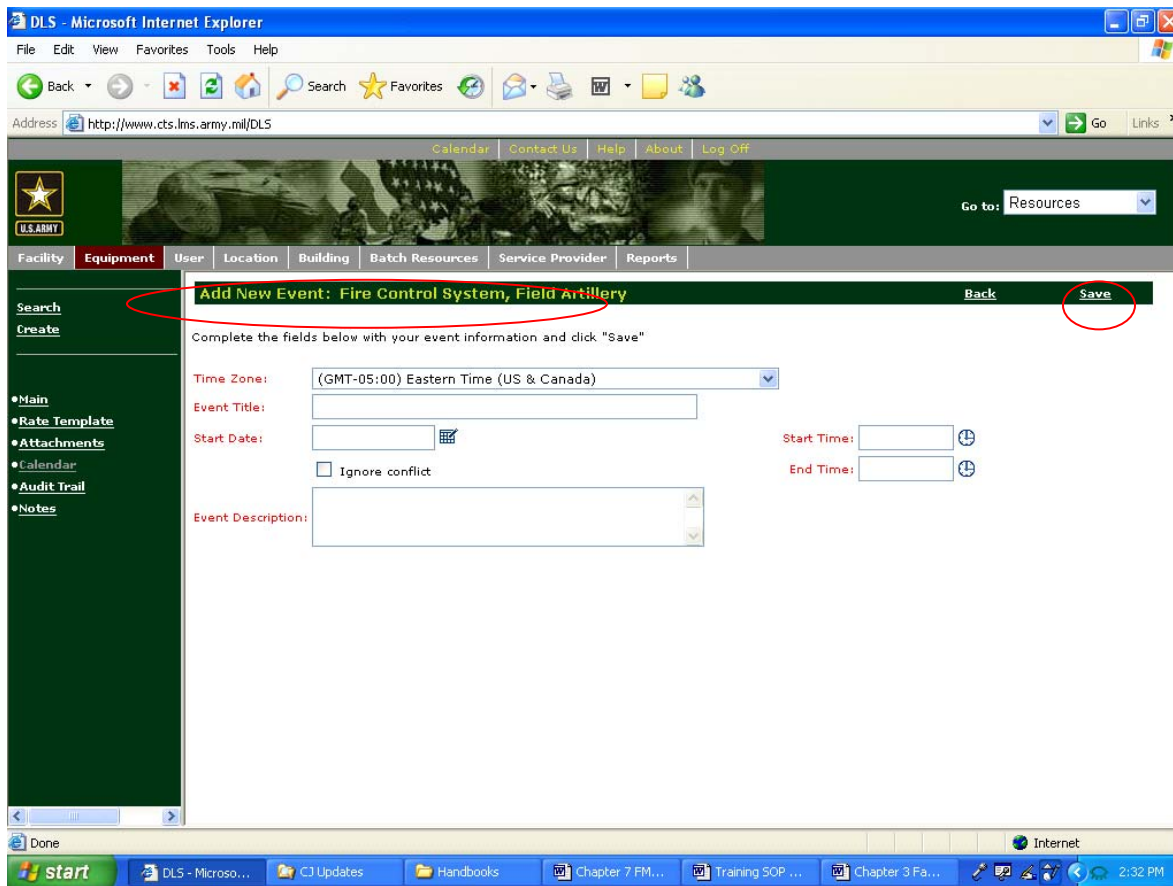 DLS - Microsoft Internet Explorer
File Edit View Favorites Tools Help
Back Search Favorites
Address http://www.cts.lms.army.mil/DLS Go Links
Calendar Contact Us Help About Log Off
U.S.ARMY
Go to: Resources
Facility Equipment User Location Building Batch Resources Service Provider Reports
Add New Event: Fire Control System, Field Artillery Back Save
Search
Create
Complete the fields below with your event information and click "Save"
Time Zone: (GMT-05:00) Eastern Time (US & Canada)
Main
Event Title:
Rate Template
Start Date: Start Time:
Attachments
Calendar
Ignore conflict End Time:
Audit Trail
Notes
Event Description:
Done Internet
start DLS - Microso... CJ Updates Handbooks Chapter 7 FM... Training SOP ... Chapter 3 Fa... 2:32 PM